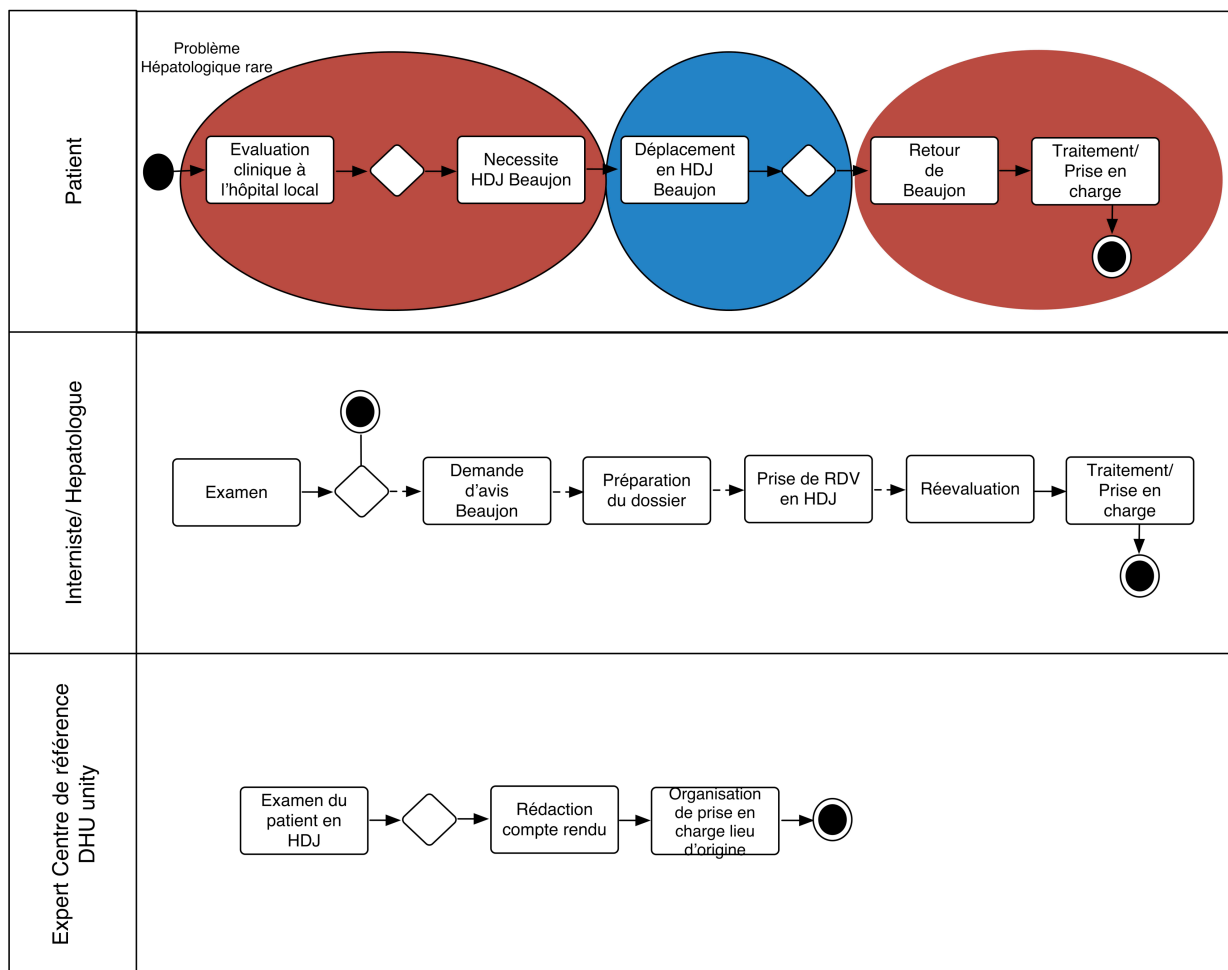 Patient
Problème
Hépatologique rare
Evaluation
clinique à
l'hôpital local
Necessite
HDJ Beaujon
Déplacement
en HDJ
Beaujon
Retour
de
Beaujon
Traitement/
Prise en
charge
Interniste/ Hepatologue
Examen
Demande
d'avis
Beaujon
Préparation
du dossier
Prise de RDV
en HDJ
Réevaluation
Traitement/
Prise en
charge
Expert Centre de référence
DHU unity
Examen du
patient en
HDJ
Rédaction
compte rendu
Organisation
de prise en
charge lieu
d'origine